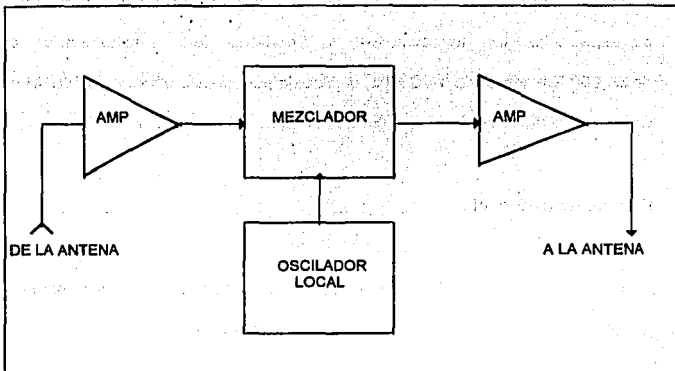 AMP
MEZCLADOR
AMP
DE LA ANTENA
A LA ANTENA
OSCILADOR
LOCAL